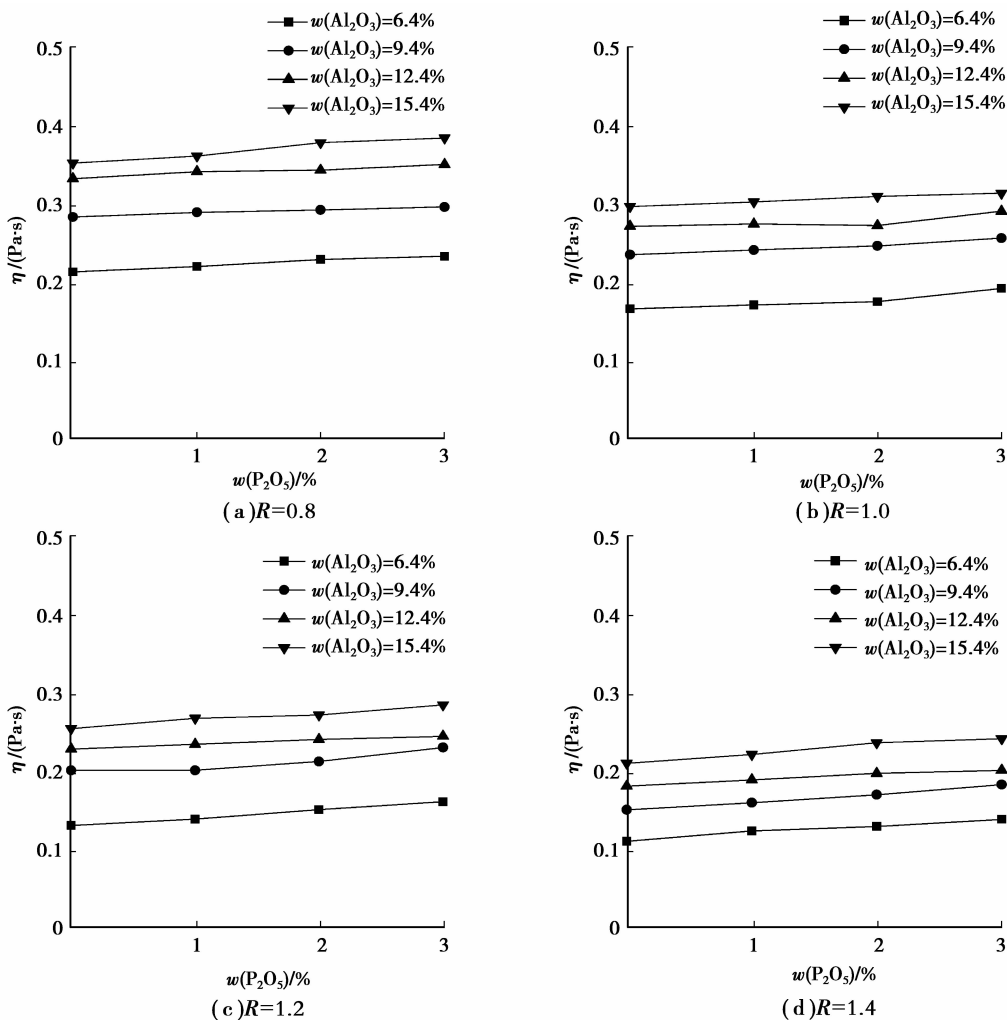 w(Al₂O₃)=6.4%
w(Al₂O₃)=9.4%
w(Al₂O₃)=12.4%
w(Al₂O₃)=15.4%
0.5
0.4
0.3
0.2
0.1
0
η/(Pa·s)
1 2 3
w(P₂O₅)/%
(a)R=0.8
w(Al₂O₃)=6.4%
w(Al₂O₃)=9.4%
w(Al₂O₃)=12.4%
w(Al₂O₃)=15.4%
0.5
0.4
0.3
0.2
0.1
0
η/(Pa·s)
1 2 3
w(P₂O₅)/%
(b)R=1.0
w(Al₂O₃)=6.4%
w(Al₂O₃)=9.4%
w(Al₂O₃)=12.4%
w(Al₂O₃)=15.4%
0.5
0.4
0.3
0.2
0.1
0
η/(Pa·s)
1 2 3
w(P₂O₅)/%
(c)R=1.2
w(Al₂O₃)=6.4%
w(Al₂O₃)=9.4%
w(Al₂O₃)=12.4%
w(Al₂O₃)=15.4%
0.5
0.4
0.3
0.2
0.1
0
η/(Pa·s)
1 2 3
w(P₂O₅)/%
(d)R=1.4